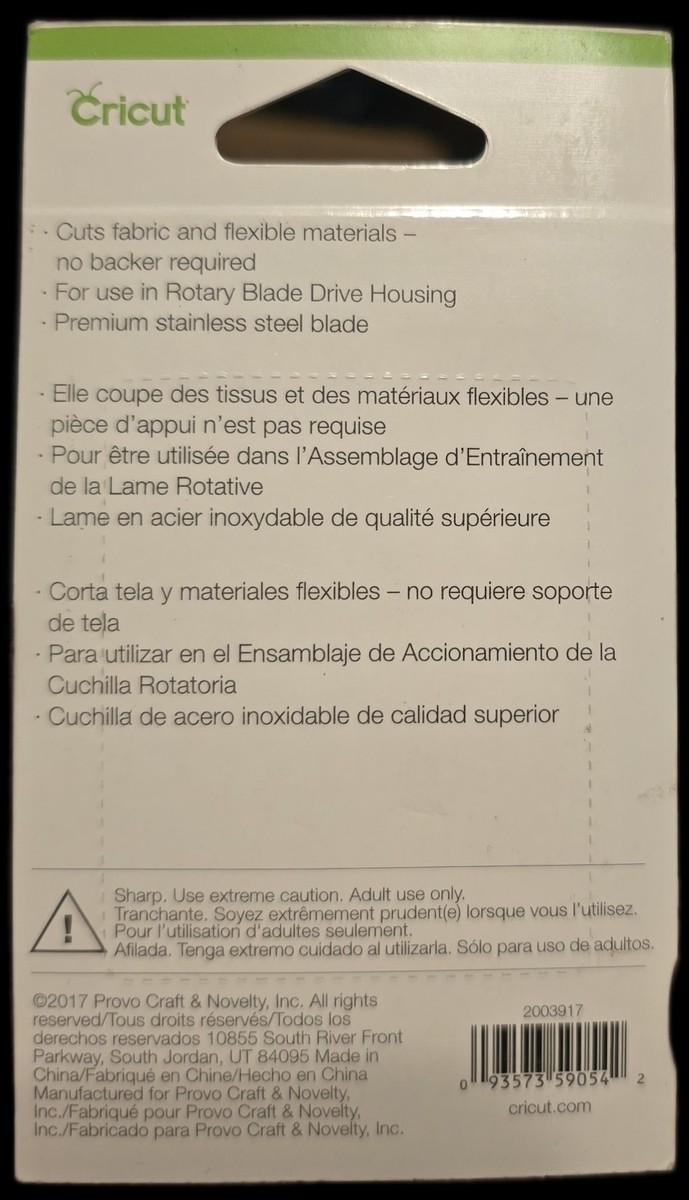 Cricut
· Cuts fabric and flexible materials –
no backer required
· For use in Rotary Blade Drive Housing
· Premium stainless steel blade
· Elle coupe des tissus et des matériaux flexibles – une
pièce d'appui n'est pas requise
· Pour être utilisée dans l'Assemblage d'Entraînement
de la Lame Rotative
· Lame en acier inoxydable de qualité supérieure
· Corta tela y materiales flexibles – no requiere soporte
de tela
· Para utilizar en el Ensamblaje de Accionamiento de la
Cuchilla Rotatoria
· Cuchilla de acero inoxidable de calidad superior
!
Sharp. Use extreme caution. Adult use only.
Tranchante. Soyez extrêmement prudent(e) lorsque vous l'utilisez.
Pour l'utilisation d'adultes seulement.
Afilada. Tenga extremo cuidado al utilizarla. Sólo para uso de adultos.
©2017 Provo Craft & Novelty, Inc. All rights
reserved/Tous droits réservés/Todos los
derechos reservados 10855 South River Front
Parkway, South Jordan, UT 84095 Made in
China/Fabriqué en Chine/Hecho en China
Manufactured for Provo Craft & Novelty,
Inc./Fabriqué pour Provo Craft & Novelty,
Inc./Fabricado para Provo Craft & Novelty, Inc.
2003917
0 93573 59054 2
cricut.com